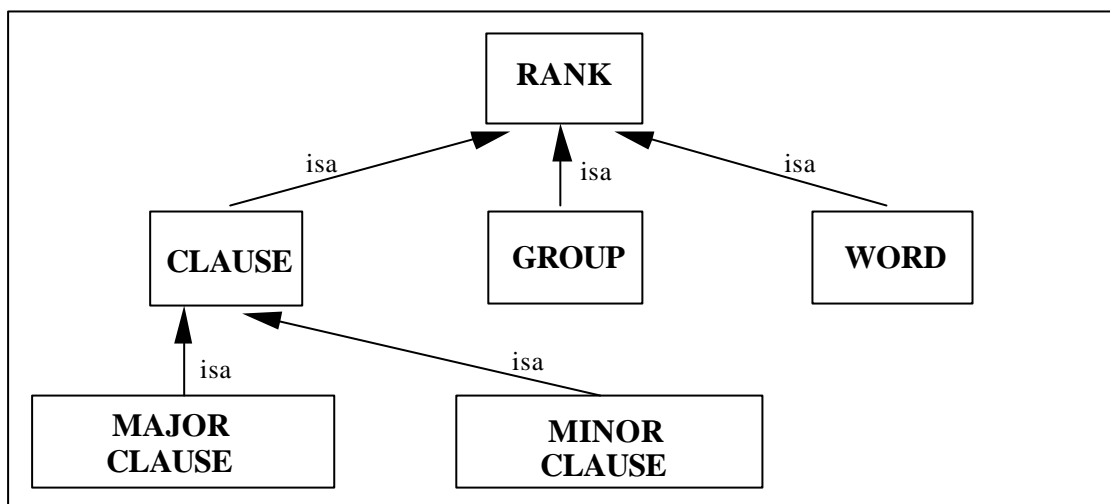 RANK
isa
isa
isa
CLAUSE
GROUP
WORD
isa
isa
MAJOR
CLAUSE
MINOR
CLAUSE